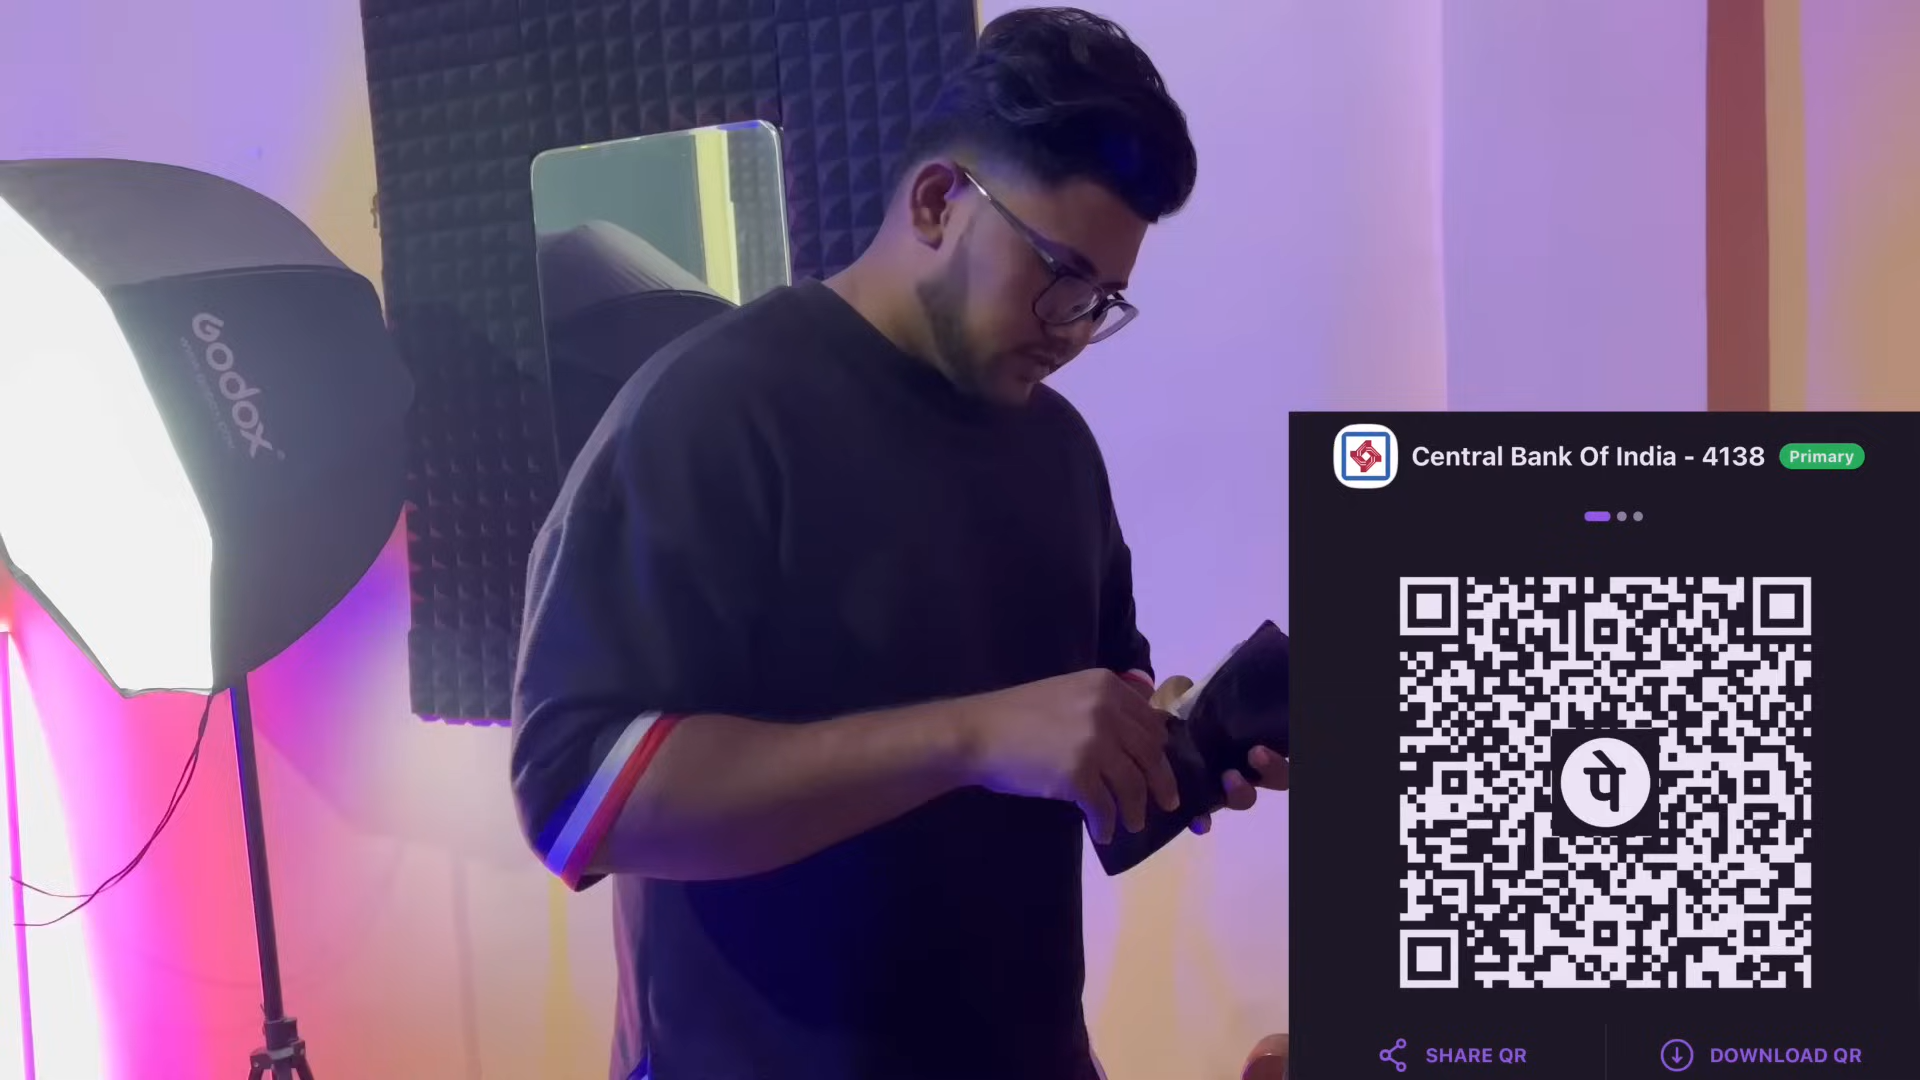 Godox
Central Bank Of India - 4138
Primary
पे
SHARE QR
DOWNLOAD QR